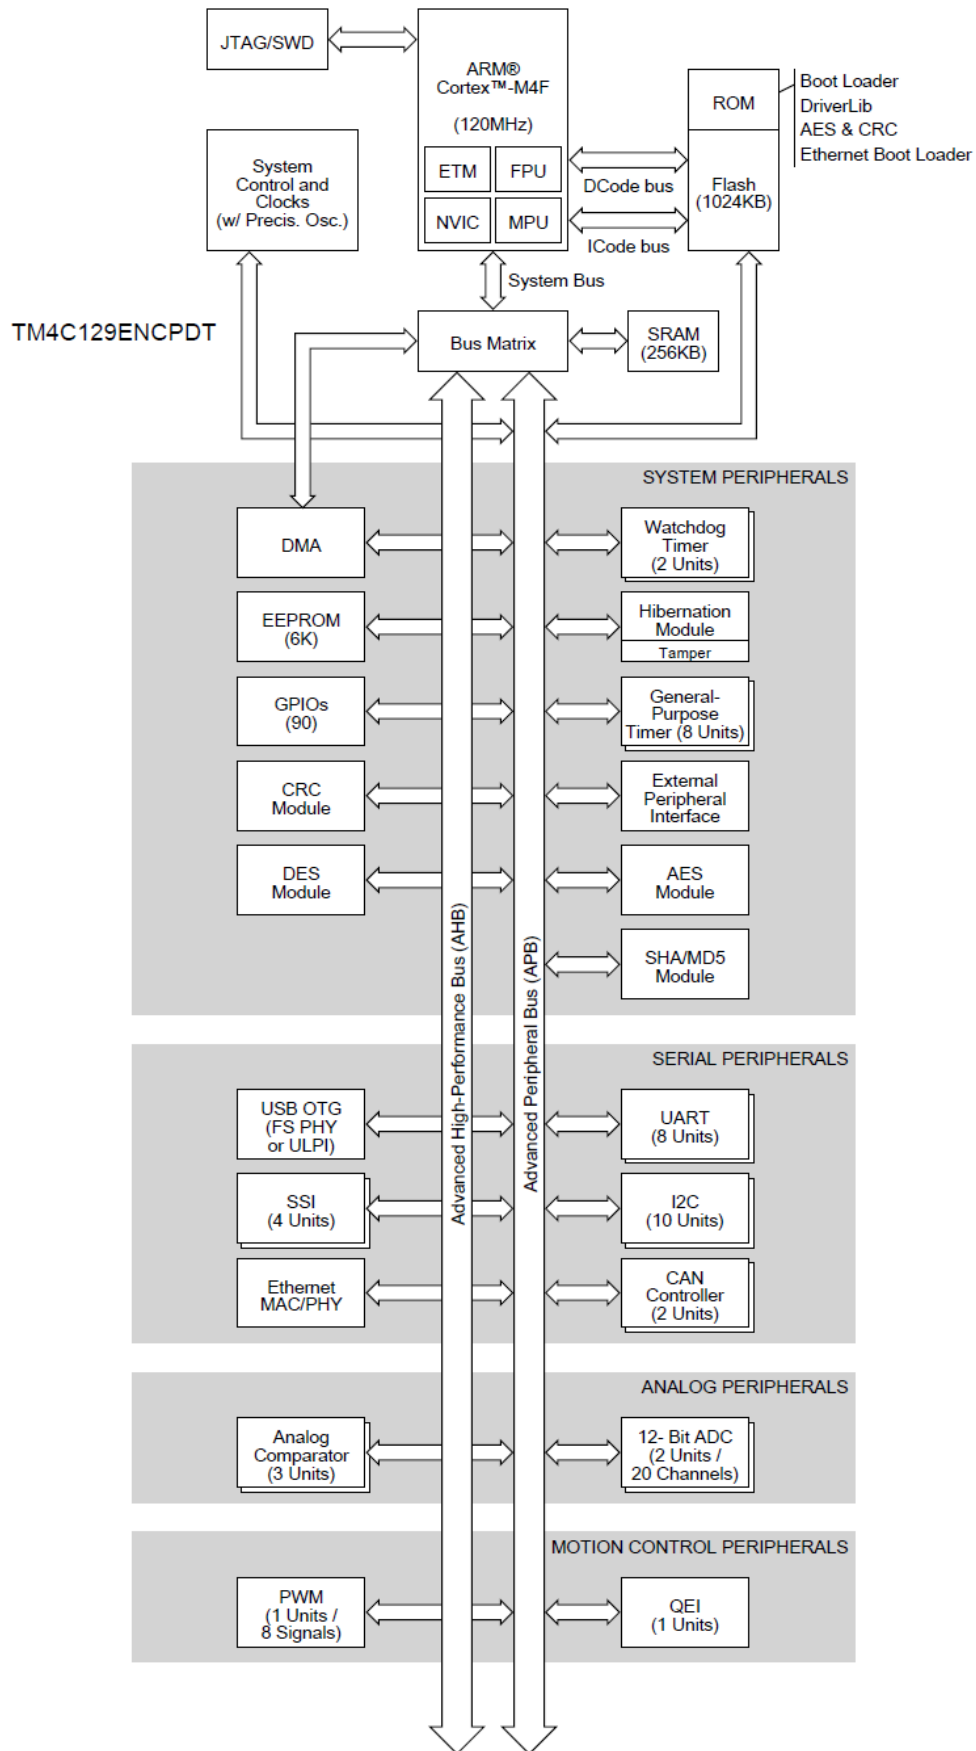 JTAG/SWD
ARM®
Cortex™-M4F
(120MHz)
ETM
FPU
NVIC
MPU
ROM
Flash
(1024KB)
Boot Loader
DriverLib
AES & CRC
Ethernet Boot Loader
System
Control and
Clocks
(w/ Precis. Osc.)
DCode bus
ICode bus
System Bus
TM4C129ENCPDT
Bus Matrix
SRAM
(256KB)
SYSTEM PERIPHERALS
DMA
Watchdog
Timer
(2 Units)
EEPROM
(6K)
Hibernation
Module
Tamper
GPIOs
(90)
General-
Purpose
Timer (8 Units)
CRC
Module
External
Peripheral
Interface
DES
Module
AES
Module
SHA/MD5
Module
Advanced High-Performance Bus (AHB)
Advanced Peripheral Bus (APB)
SERIAL PERIPHERALS
USB OTG
(FS PHY
or ULPI)
UART
(8 Units)
SSI
(4 Units)
I2C
(10 Units)
Ethernet
MAC/PHY
CAN
Controller
(2 Units)
ANALOG PERIPHERALS
Analog
Comparator
(3 Units)
12- Bit ADC
(2 Units /
20 Channels)
MOTION CONTROL PERIPHERALS
PWM
(1 Units /
8 Signals)
QEI
(1 Units)